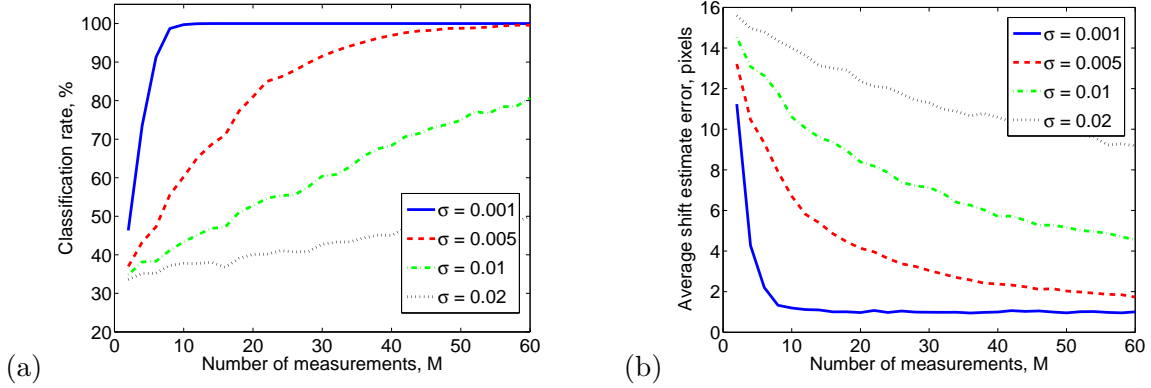 (a)
Classification rate, %
100
90
80
70
60
50
40
30
20
0
10
20
30
40
50
60
Number of measurements, M
σ = 0.001
σ = 0.005
σ = 0.01
σ = 0.02
(b)
Average shift estimate error, pixels
16
14
12
10
8
6
4
2
0
0
10
20
30
40
50
60
Number of measurements, M
σ = 0.001
σ = 0.005
σ = 0.01
σ = 0.02